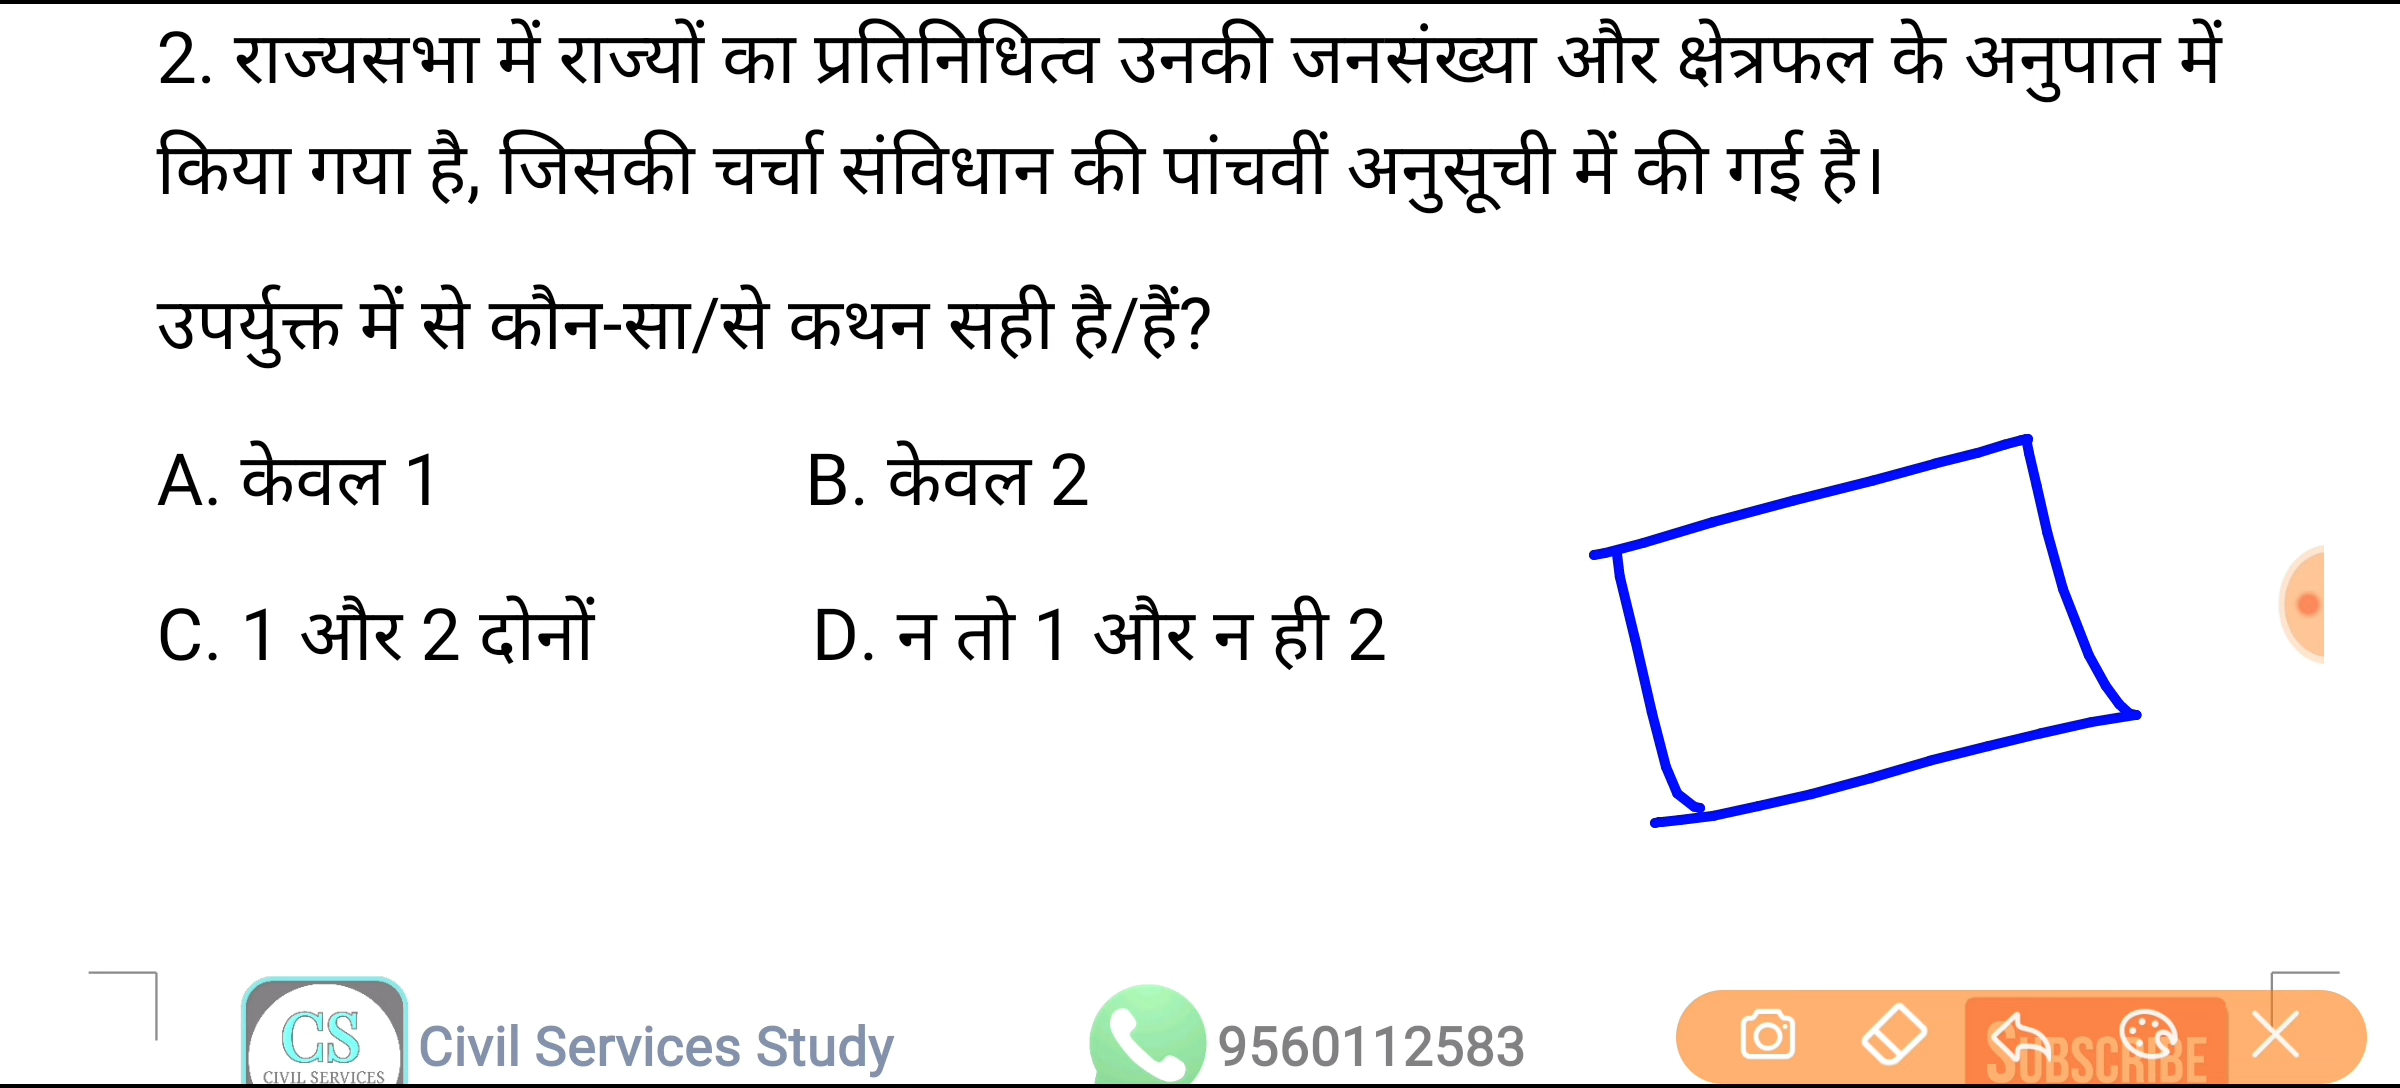 2. राज्यसभा में राज्यों का प्रतिनिधित्व उनकी जनसंख्या और क्षेत्रफल के अनुपात में
किया गया है, जिसकी चर्चा संविधान की पांचवीं अनुसूची में की गई है।
उपर्युक्त में से कौन-सा/से कथन सही है/हैं?
A. केवल 1 B. केवल 2
C. 1 और 2 दोनों D. न तो 1 और न ही 2
CS
CIVIL SERVICES
Civil Services Study
9560112583
SUBSCRIBE